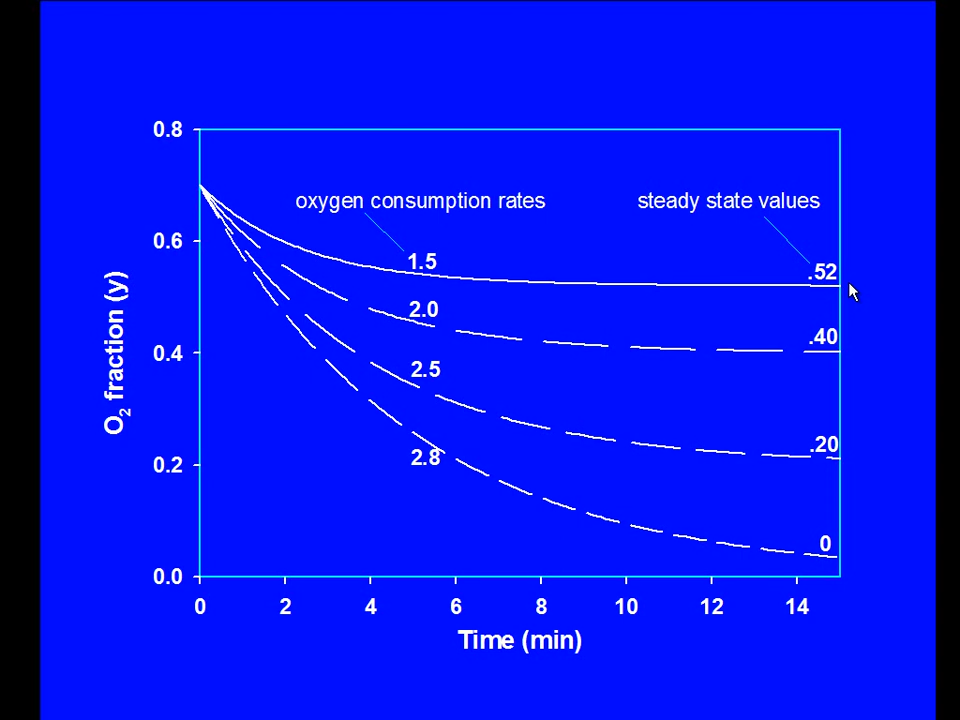 0.8
oxygen consumption rates
steady state values
0.6
1.5
.52
2.0
.40
0.4
2.5
.20
2.8
0.2
0
0.0
O2 fraction (y)
0 2 4 6 8 10 12 14
Time (min)